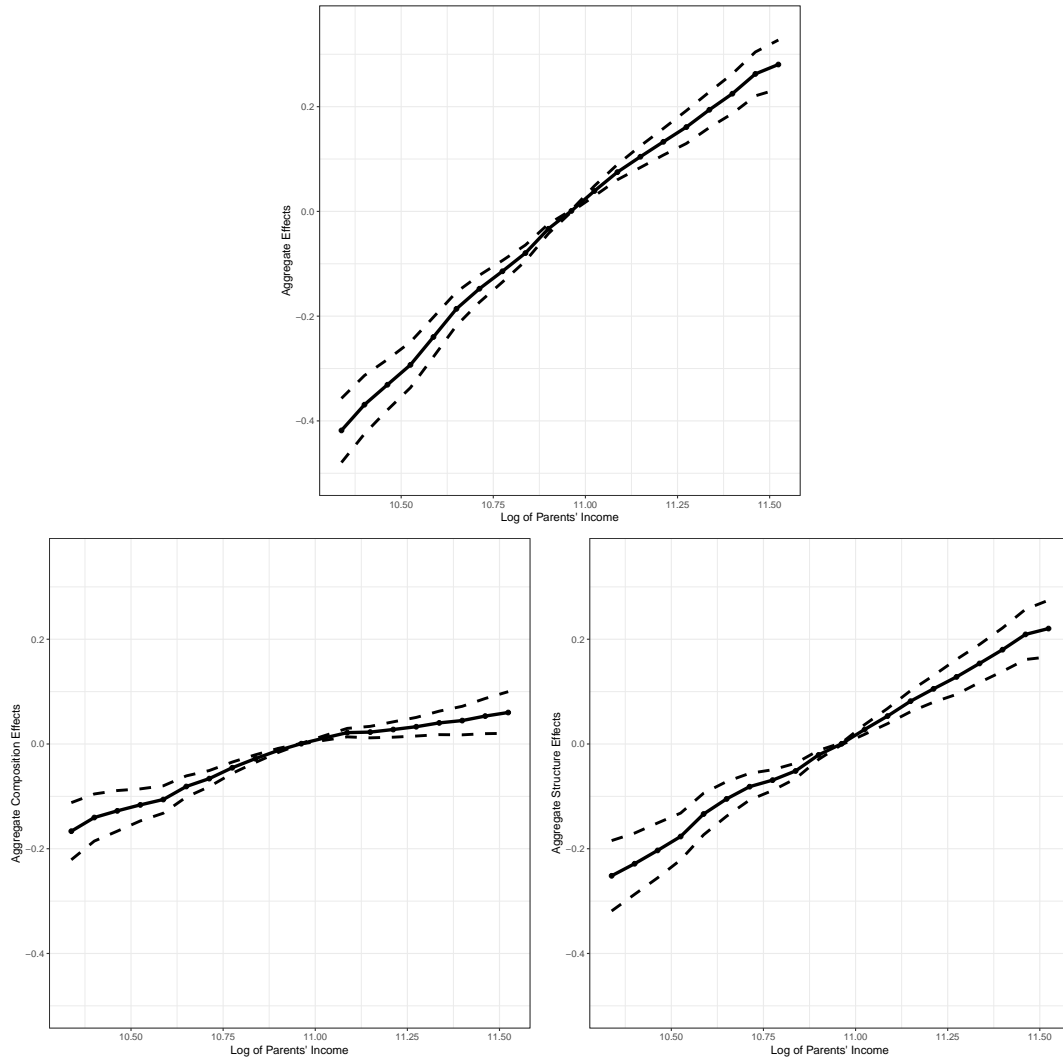 Aggregate Effects
0.2
0.0
−0.2
−0.4
10.50 10.75 11.00 11.25 11.50
Log of Parents' Income
Aggregate Composition Effects
0.2
0.0
−0.2
−0.4
10.50 10.75 11.00 11.25 11.50
Log of Parents' Income
Aggregate Structure Effects
0.2
0.0
−0.2
−0.4
10.50 10.75 11.00 11.25 11.50
Log of Parents' Income